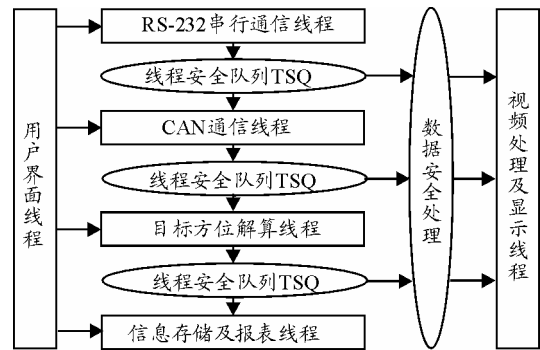 用户界面线程
RS-232串行通信线程
线程安全队列TSQ
CAN通信线程
线程安全队列TSQ
目标方位解算线程
线程安全队列TSQ
信息存储及报表线程
数据安全处理
视频处理及显示线程